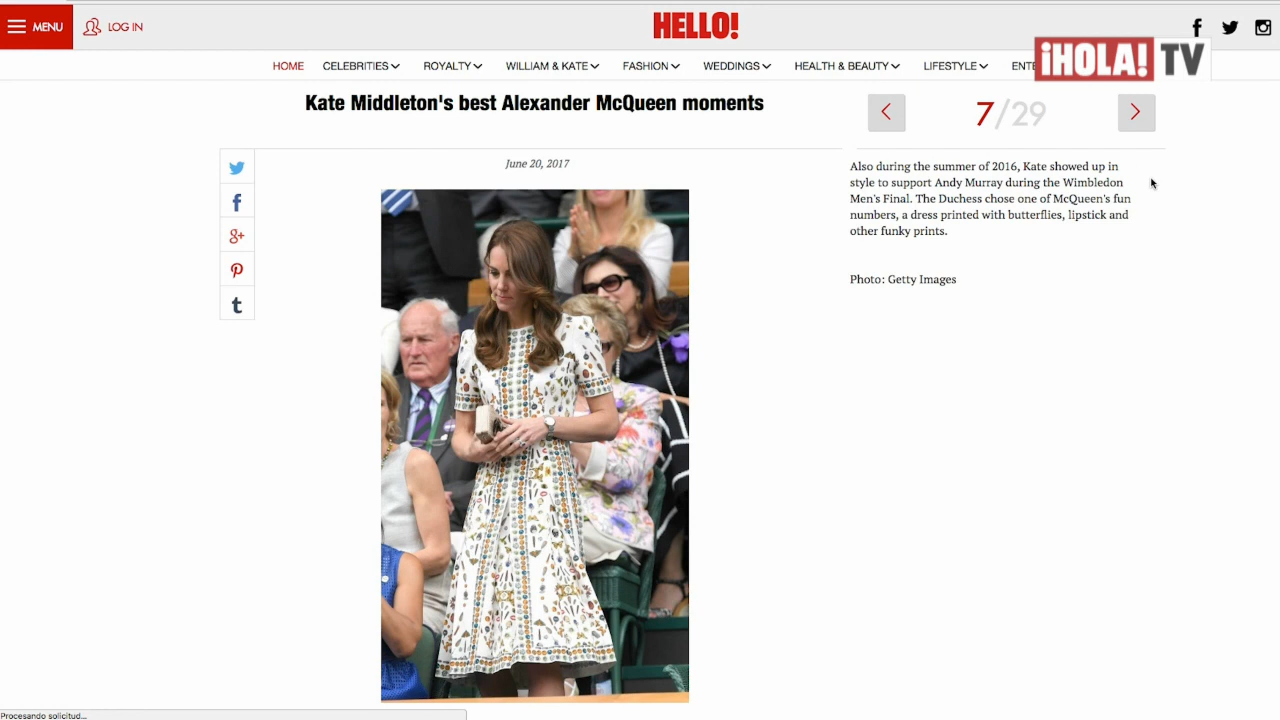 MENU
LOG IN
HELLO!
¡HOLA! TV
HOME CELEBRITIES ROYALTY WILLIAM & KATE FASHION WEDDINGS HEALTH & BEAUTY LIFESTYLE ENTE
Kate Middleton's best Alexander McQueen moments
7/29
June 20, 2017
Also during the summer of 2016, Kate showed up in
style to support Andy Murray during the Wimbledon
Men's Final. The Duchess chose one of McQueen's fun
numbers, a dress printed with butterflies, lipstick and
other funky prints.
Photo: Getty Images
Procesando solicitud...